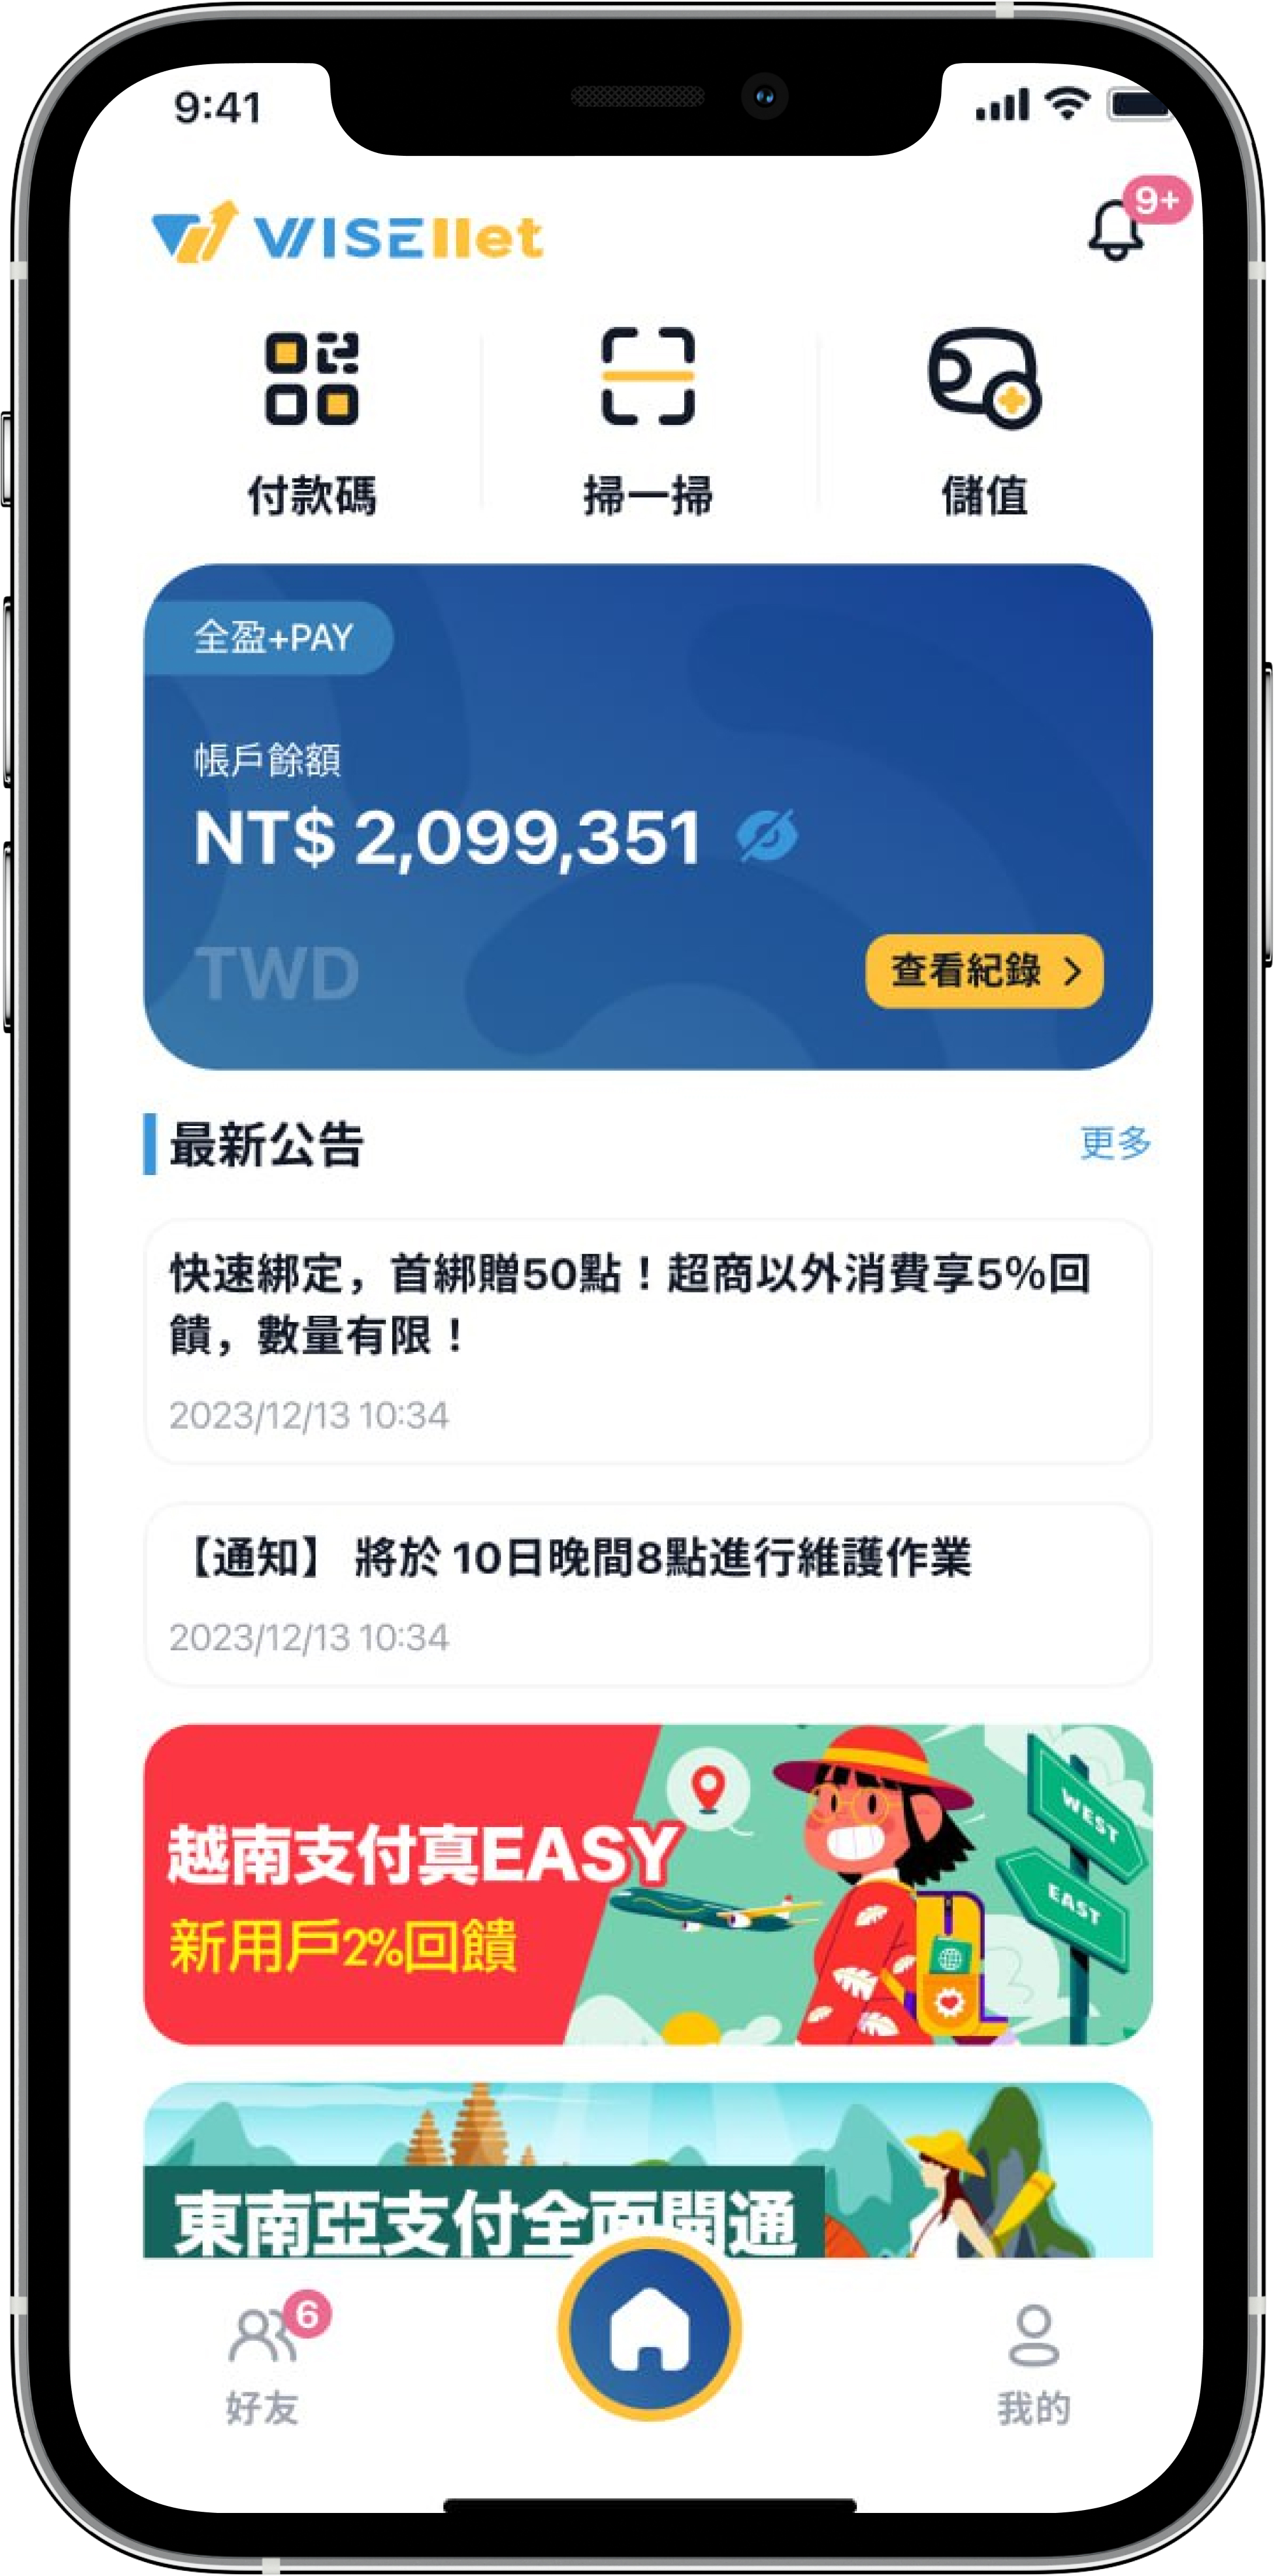 9:41
WISEllet
9+
付款碼
掃一掃
儲值
全盈+PAY
帳戶餘額
NT$ 2,099,351
TWD
查看紀錄
最新公告
更多
快速綁定，首綁贈50點！超商以外消費享5%回
饋，數量有限！
2023/12/13 10:34
【通知】 將於 10日晚間8點進行維護作業
2023/12/13 10:34
越南支付真EASY
新用戶2%回饋
WEST
EAST
東南亞支付全面開通
6
好友
我的